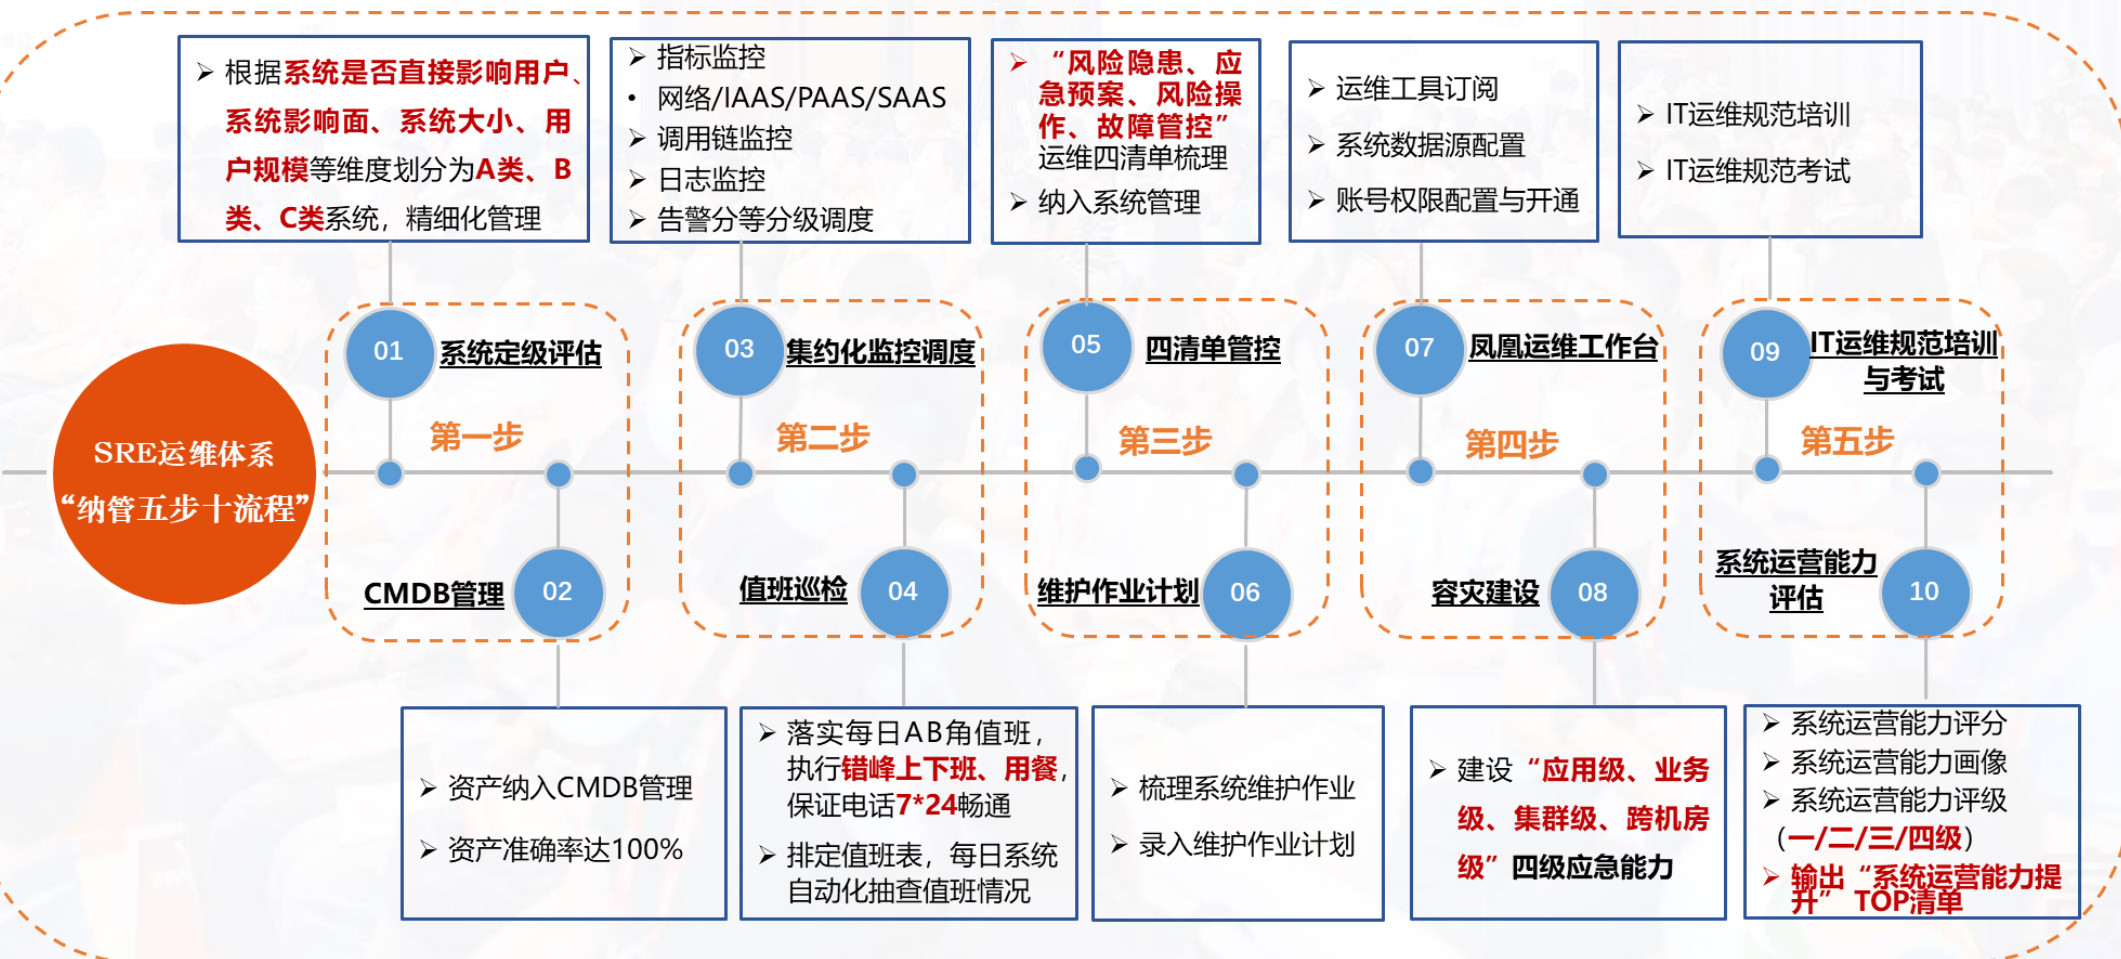 根据系统是否直接影响用户、
系统影响面、系统大小、用
户规模等维度划分为A类、B
类、C类系统，精细化管理
指标监控
网络/IAAS/PAAS/SAAS
调用链监控
日志监控
告警分等分级调度
“风险隐患、应
急预案、风险操
作、故障管控”
运维四清单梳理
纳入系统管理
运维工具订阅
系统数据源配置
账号权限配置与开通
IT运维规范培训
IT运维规范考试
SRE运维体系
“纳管五步十流程”
01
系统定级评估
第一步
CMDB管理
02
03
集约化监控调度
第二步
值班巡检
04
05
四清单管控
第三步
维护作业计划
06
07
凤凰运维工作台
第四步
容灾建设
08
09
IT运维规范培训
与考试
第五步
系统运营能力
评估
10
资产纳入CMDB管理
资产准确率达100%
落实每日AB角值班，
执行错峰上下班、用餐，
保证电话7*24畅通
排定值班表，每日系统
自动化抽查值班情况
梳理系统维护作业
录入维护作业计划
建设“应用级、业务
级、集群级、跨机房
级”四级应急能力
系统运营能力评分
系统运营能力画像
系统运营能力评级
（一/二/三/四级）
输出“系统运营能力提
升”TOP清单